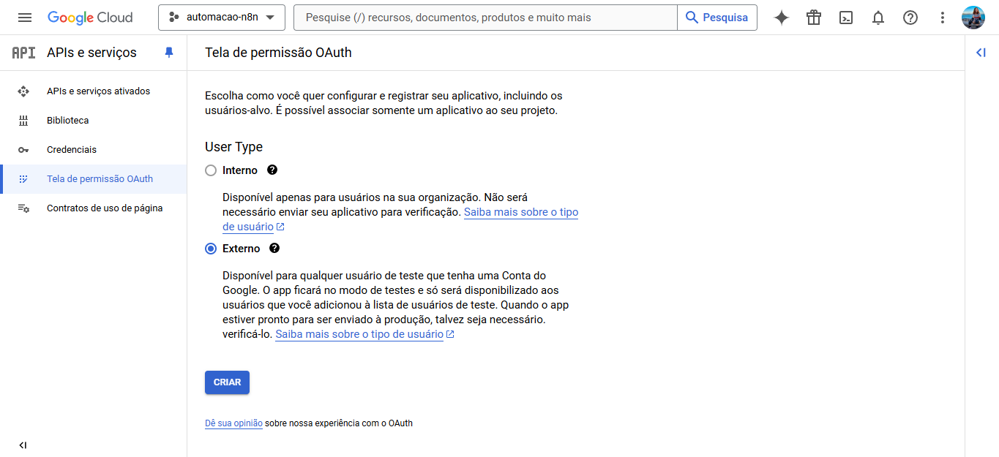 Google Cloud
automacao-n8n
Pesquise (/) recursos, documentos, produtos e muito mais
Pesquisa
API
APIs e serviços
Tela de permissão OAuth
APIs e serviços ativados
Biblioteca
Credenciais
Tela de permissão OAuth
Contratos de uso de página
Escolha como você quer configurar e registrar seu aplicativo, incluindo os
usuários-alvo. É possível associar somente um aplicativo ao seu projeto.
User Type
Interno
Disponível apenas para usuários na sua organização. Não será
necessário enviar seu aplicativo para verificação. Saiba mais sobre o tipo
de usuário
Externo
Disponível para qualquer usuário de teste que tenha uma Conta do
Google. O app ficará no modo de testes e só será disponibilizado aos
usuários que você adicionou à lista de usuários de teste. Quando o app
estiver pronto para ser enviado à produção, talvez seja necessário.
verificá-lo. Saiba mais sobre o tipo de usuário
CRIAR
Dê sua opinião sobre nossa experiência com o OAuth